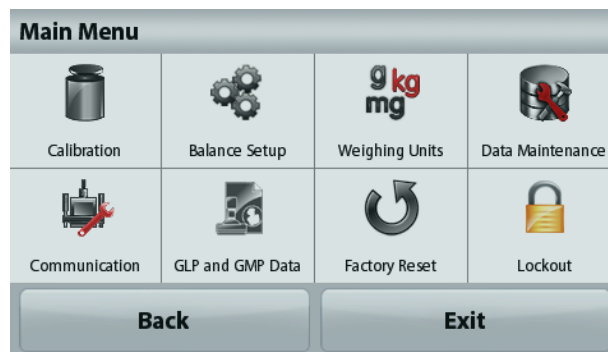 Main Menu
g kg
mg
Calibration
Balance Setup
Weighing Units
Data Maintenance
Communication
GLP and GMP Data
Factory Reset
Lockout
Back
Exit